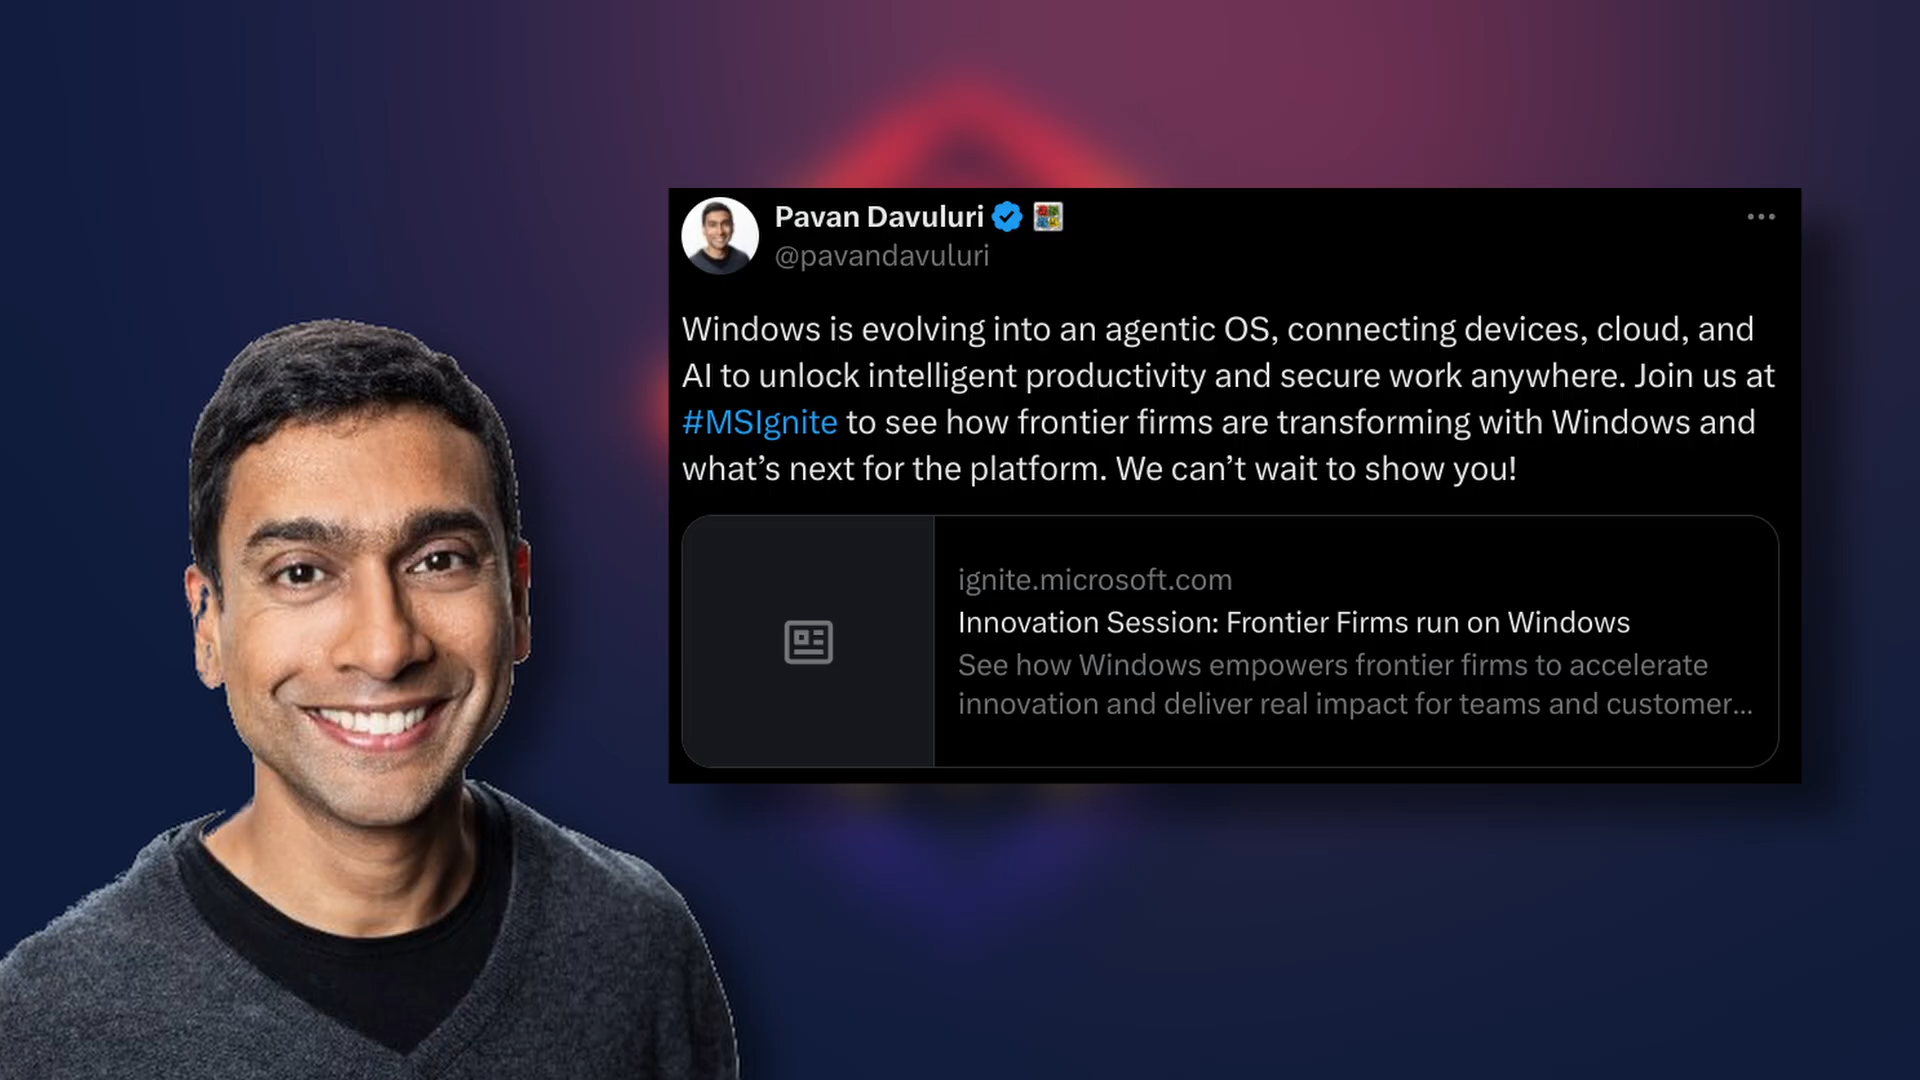 Pavan Davuluri
@pavandavuluri
Windows is evolving into an agentic OS, connecting devices, cloud, and
AI to unlock intelligent productivity and secure work anywhere. Join us at
#MSIgnite to see how frontier firms are transforming with Windows and
what’s next for the platform. We can’t wait to show you!
ignite.microsoft.com
Innovation Session: Frontier Firms run on Windows
See how Windows empowers frontier firms to accelerate
innovation and deliver real impact for teams and customer...